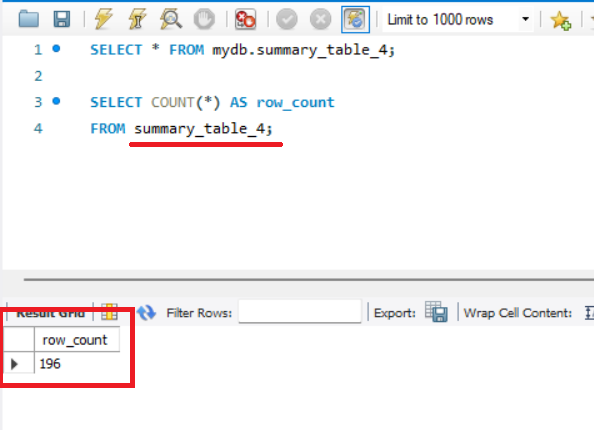 Limit to 1000 rows
1 SELECT * FROM mydb.summary_table_4;
2
3 SELECT COUNT(*) AS row_count
4 FROM summary_table_4;
Result Grid Filter Rows: Export: Wrap Cell Content:
row_count
196